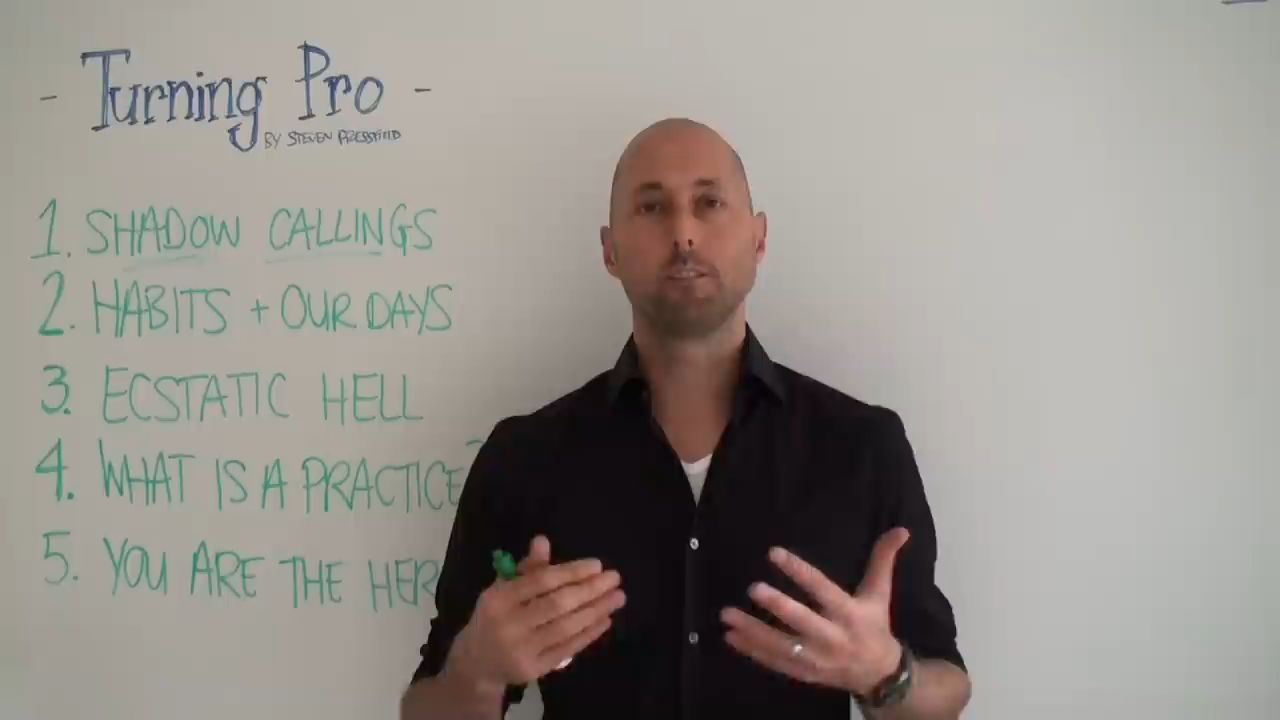 - Turning Pro -
BY STEVEN PRESSFIELD
1. SHADOW CALLINGS
2. HABITS + OUR DAYS
3. ECSTATIC HELL
4. WHAT IS A PRACTICE?
5. YOU ARE THE HER